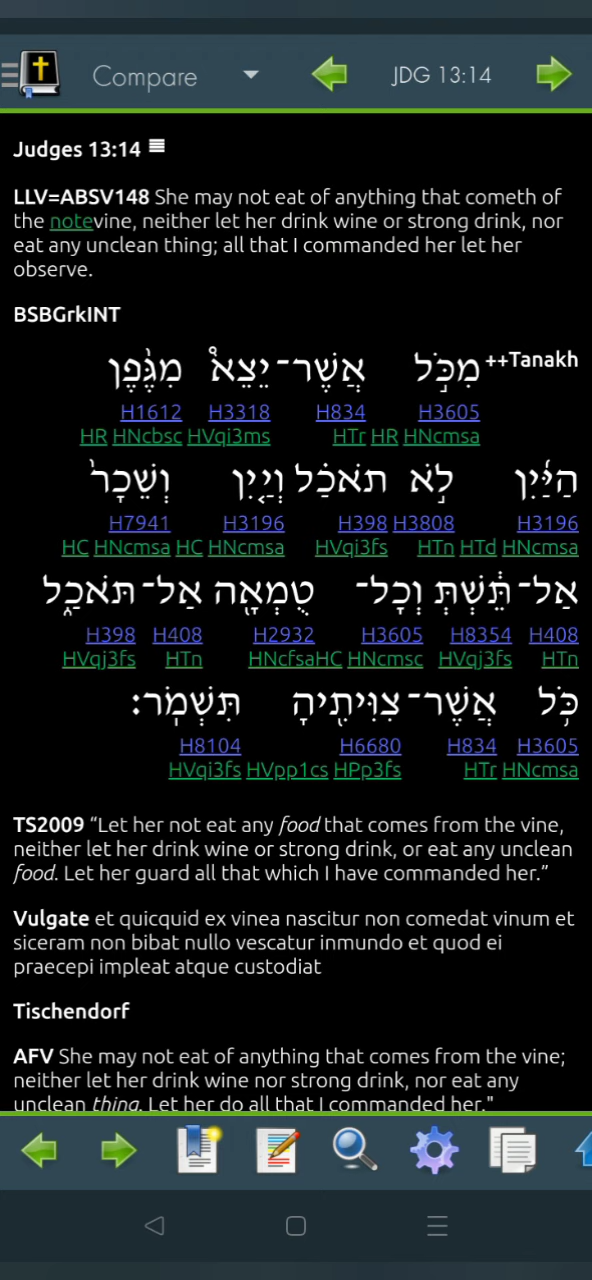 Compare
JDG 13:14
Judges 13:14
LLV=ABSV148 She may not eat of anything that cometh of
the notevine, neither let her drink wine or strong drink, nor
eat any unclean thing; all that I commanded her let her
observe.
BSBGrkINT
++Tanakh מִכֹּ֣ל אֲשֶׁר־יֵצֵא֩ מִגֶּ֨פֶן
H1612 H3318 H834 H3605
HR HNcbsc HVqi3ms HTr HR HNcmsa
הַיַּ֜יִן לֹ֣א תֹאכַ֗ל וְיַ֤יִן וְשֵׁכָר֙
H7941 H3196 H398 H3808 H3196
HC HNcmsa HC HNcmsa HVqi3fs HTn HTd HNcmsa
אַל־תֵּ֔שְׁתְּ וְכָל־ טֻמְאָ֖ה אַל־תֹּאכַ֑ל
H398 H408 H2932 H3605 H8354 H408
HVqj3fs HTn HNcfsaHC HNcmsc HVqj3fs HTn
כֹּ֥ל אֲשֶׁר־צִוִּיתִ֖יהָ תִּשְׁמֹֽר׃
H8104 H6680 H834 H3605
HVqi3fs HVpp1cs HPp3fs HTr HNcmsa
TS2009 “Let her not eat any food that comes from the vine,
neither let her drink wine or strong drink, or eat any unclean
food. Let her guard all that which I have commanded her.”
Vulgate et quicquid ex vinea nascitur non comedat vinum et
siceram non bibat nullo vescatur inmundo et quod ei
praecepi impleat atque custodiat
Tischendorf
AFV She may not eat of anything that comes from the vine;
neither let her drink wine nor strong drink, nor eat any
unclean thing. Let her do all that I commanded her."